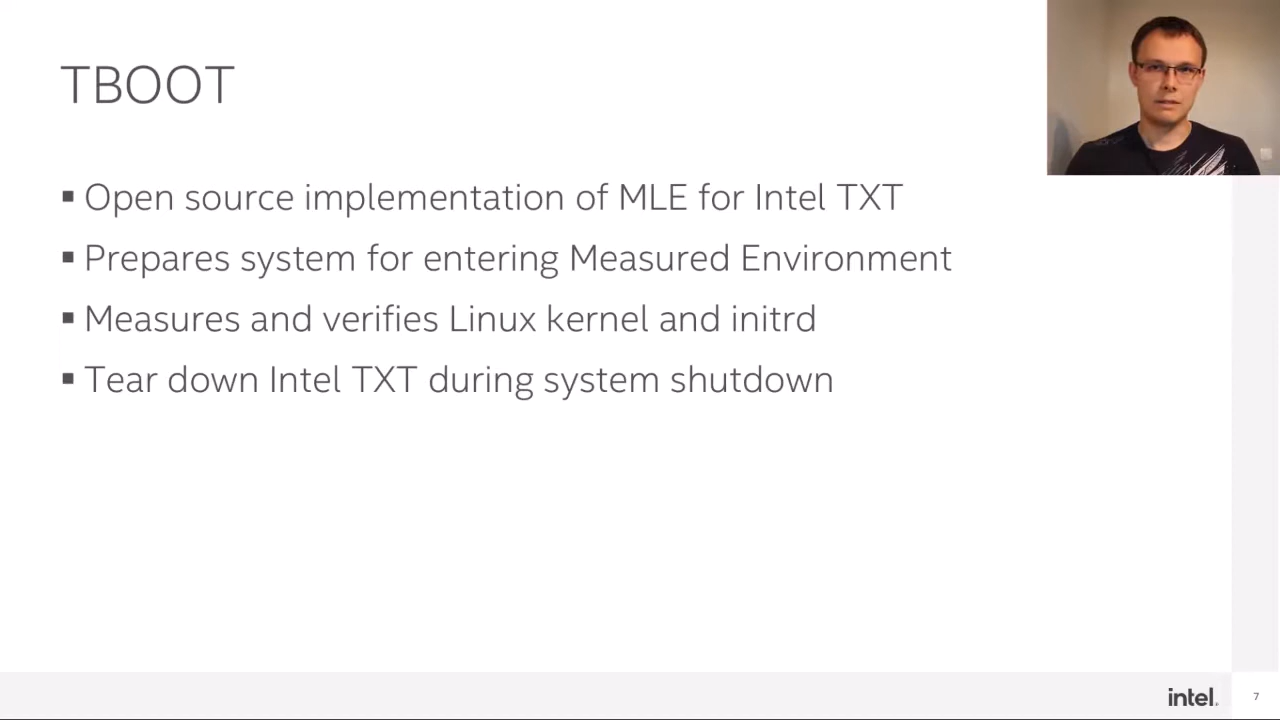 TBOOT
▪ Open source implementation of MLE for Intel TXT
▪ Prepares system for entering Measured Environment
▪ Measures and verifies Linux kernel and initrd
▪ Tear down Intel TXT during system shutdown
intel.
7